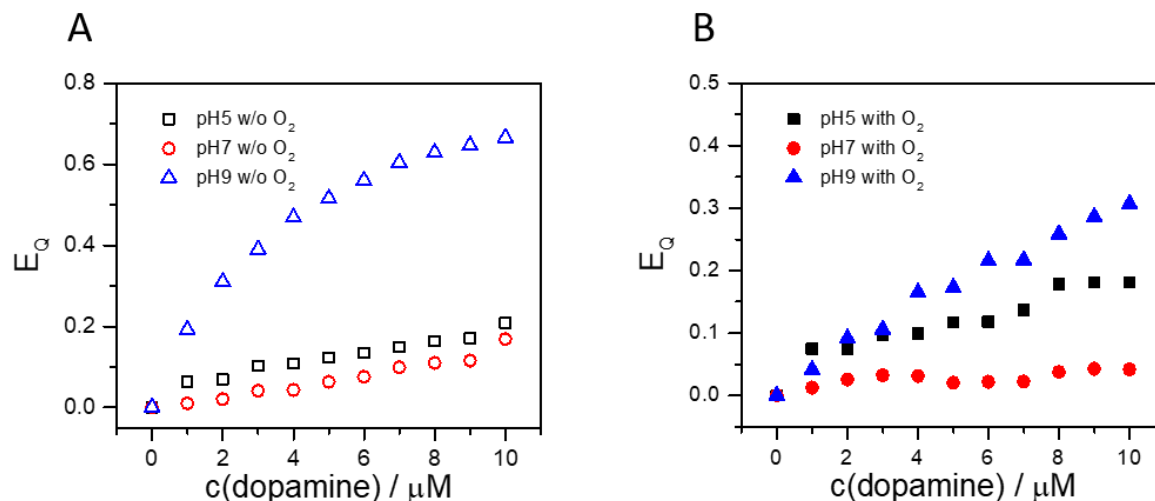 A
0.8
0.6
0.4
0.2
0.0
E_Q
pH5 w/o O₂
pH7 w/o O₂
pH9 w/o O₂
0 2 4 6 8 10
c(dopamine) / μM
B
0.5
0.4
0.3
0.2
0.1
0.0
E_Q
pH5 with O₂
pH7 with O₂
pH9 with O₂
0 2 4 6 8 10
c(dopamine) / μM